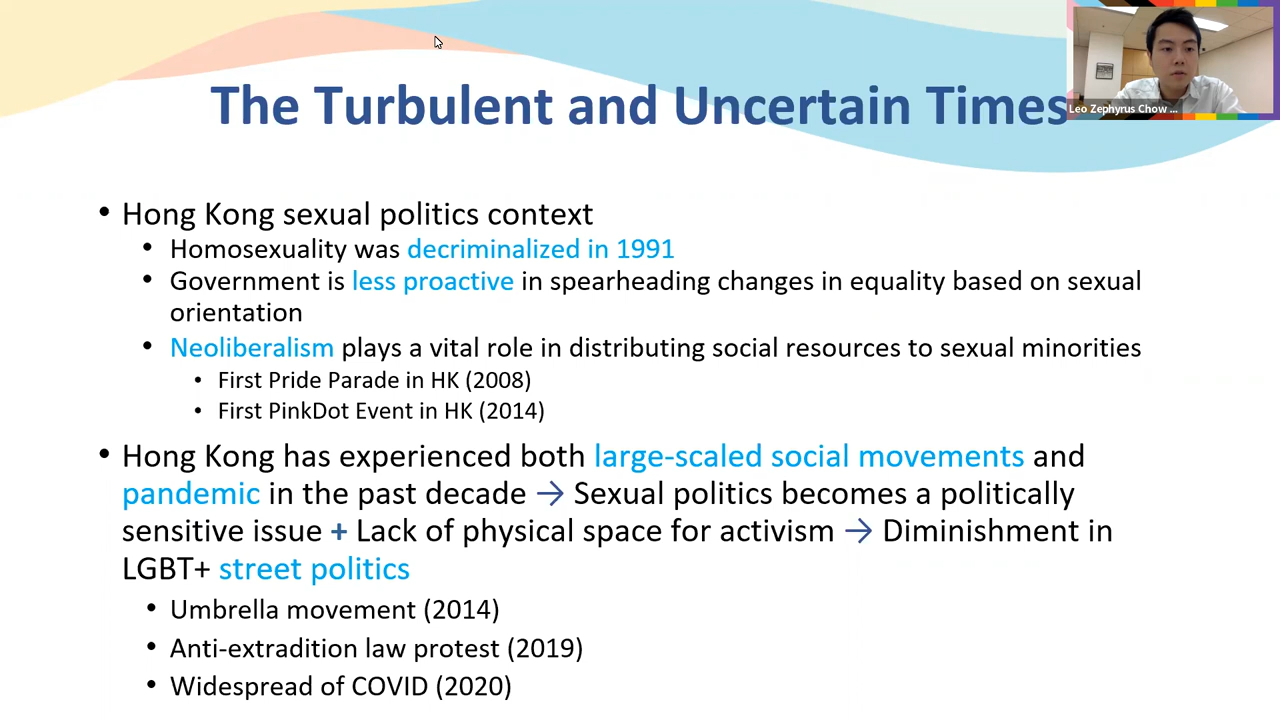 The Turbulent and Uncertain Times
Leo Zephyrus Chow ...
• Hong Kong sexual politics context
• Homosexuality was decriminalized in 1991
• Government is less proactive in spearheading changes in equality based on sexual
orientation
• Neoliberalism plays a vital role in distributing social resources to sexual minorities
• First Pride Parade in HK (2008)
• First PinkDot Event in HK (2014)
• Hong Kong has experienced both large-scaled social movements and
pandemic in the past decade → Sexual politics becomes a politically
sensitive issue + Lack of physical space for activism → Diminishment in
LGBT+ street politics
• Umbrella movement (2014)
• Anti-extradition law protest (2019)
• Widespread of COVID (2020)